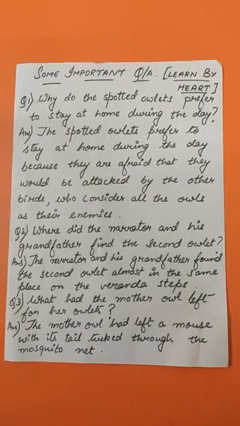 SOME IMPORTANT Q/A. [LEARN BY
HEART]
Q1) Why do the spotted owlets prefer
to stay at home during the day?
Ans) The spotted owlets prefer to
stay at home during the day
because they are afraid that they
would be attacked by the other
birds, who consider all the owls
as their enemies.
Q2) Where did the narrator and his
grandfather find the second owlet?
Ans) The narrator and his grandfather found
the second owlet almost in the same
place on the veranda steps.
Q3) What had the mother owl left
for her owlets?
Ans) The mother owl had left a mouse
with its tail tucked through the
mosquito net.